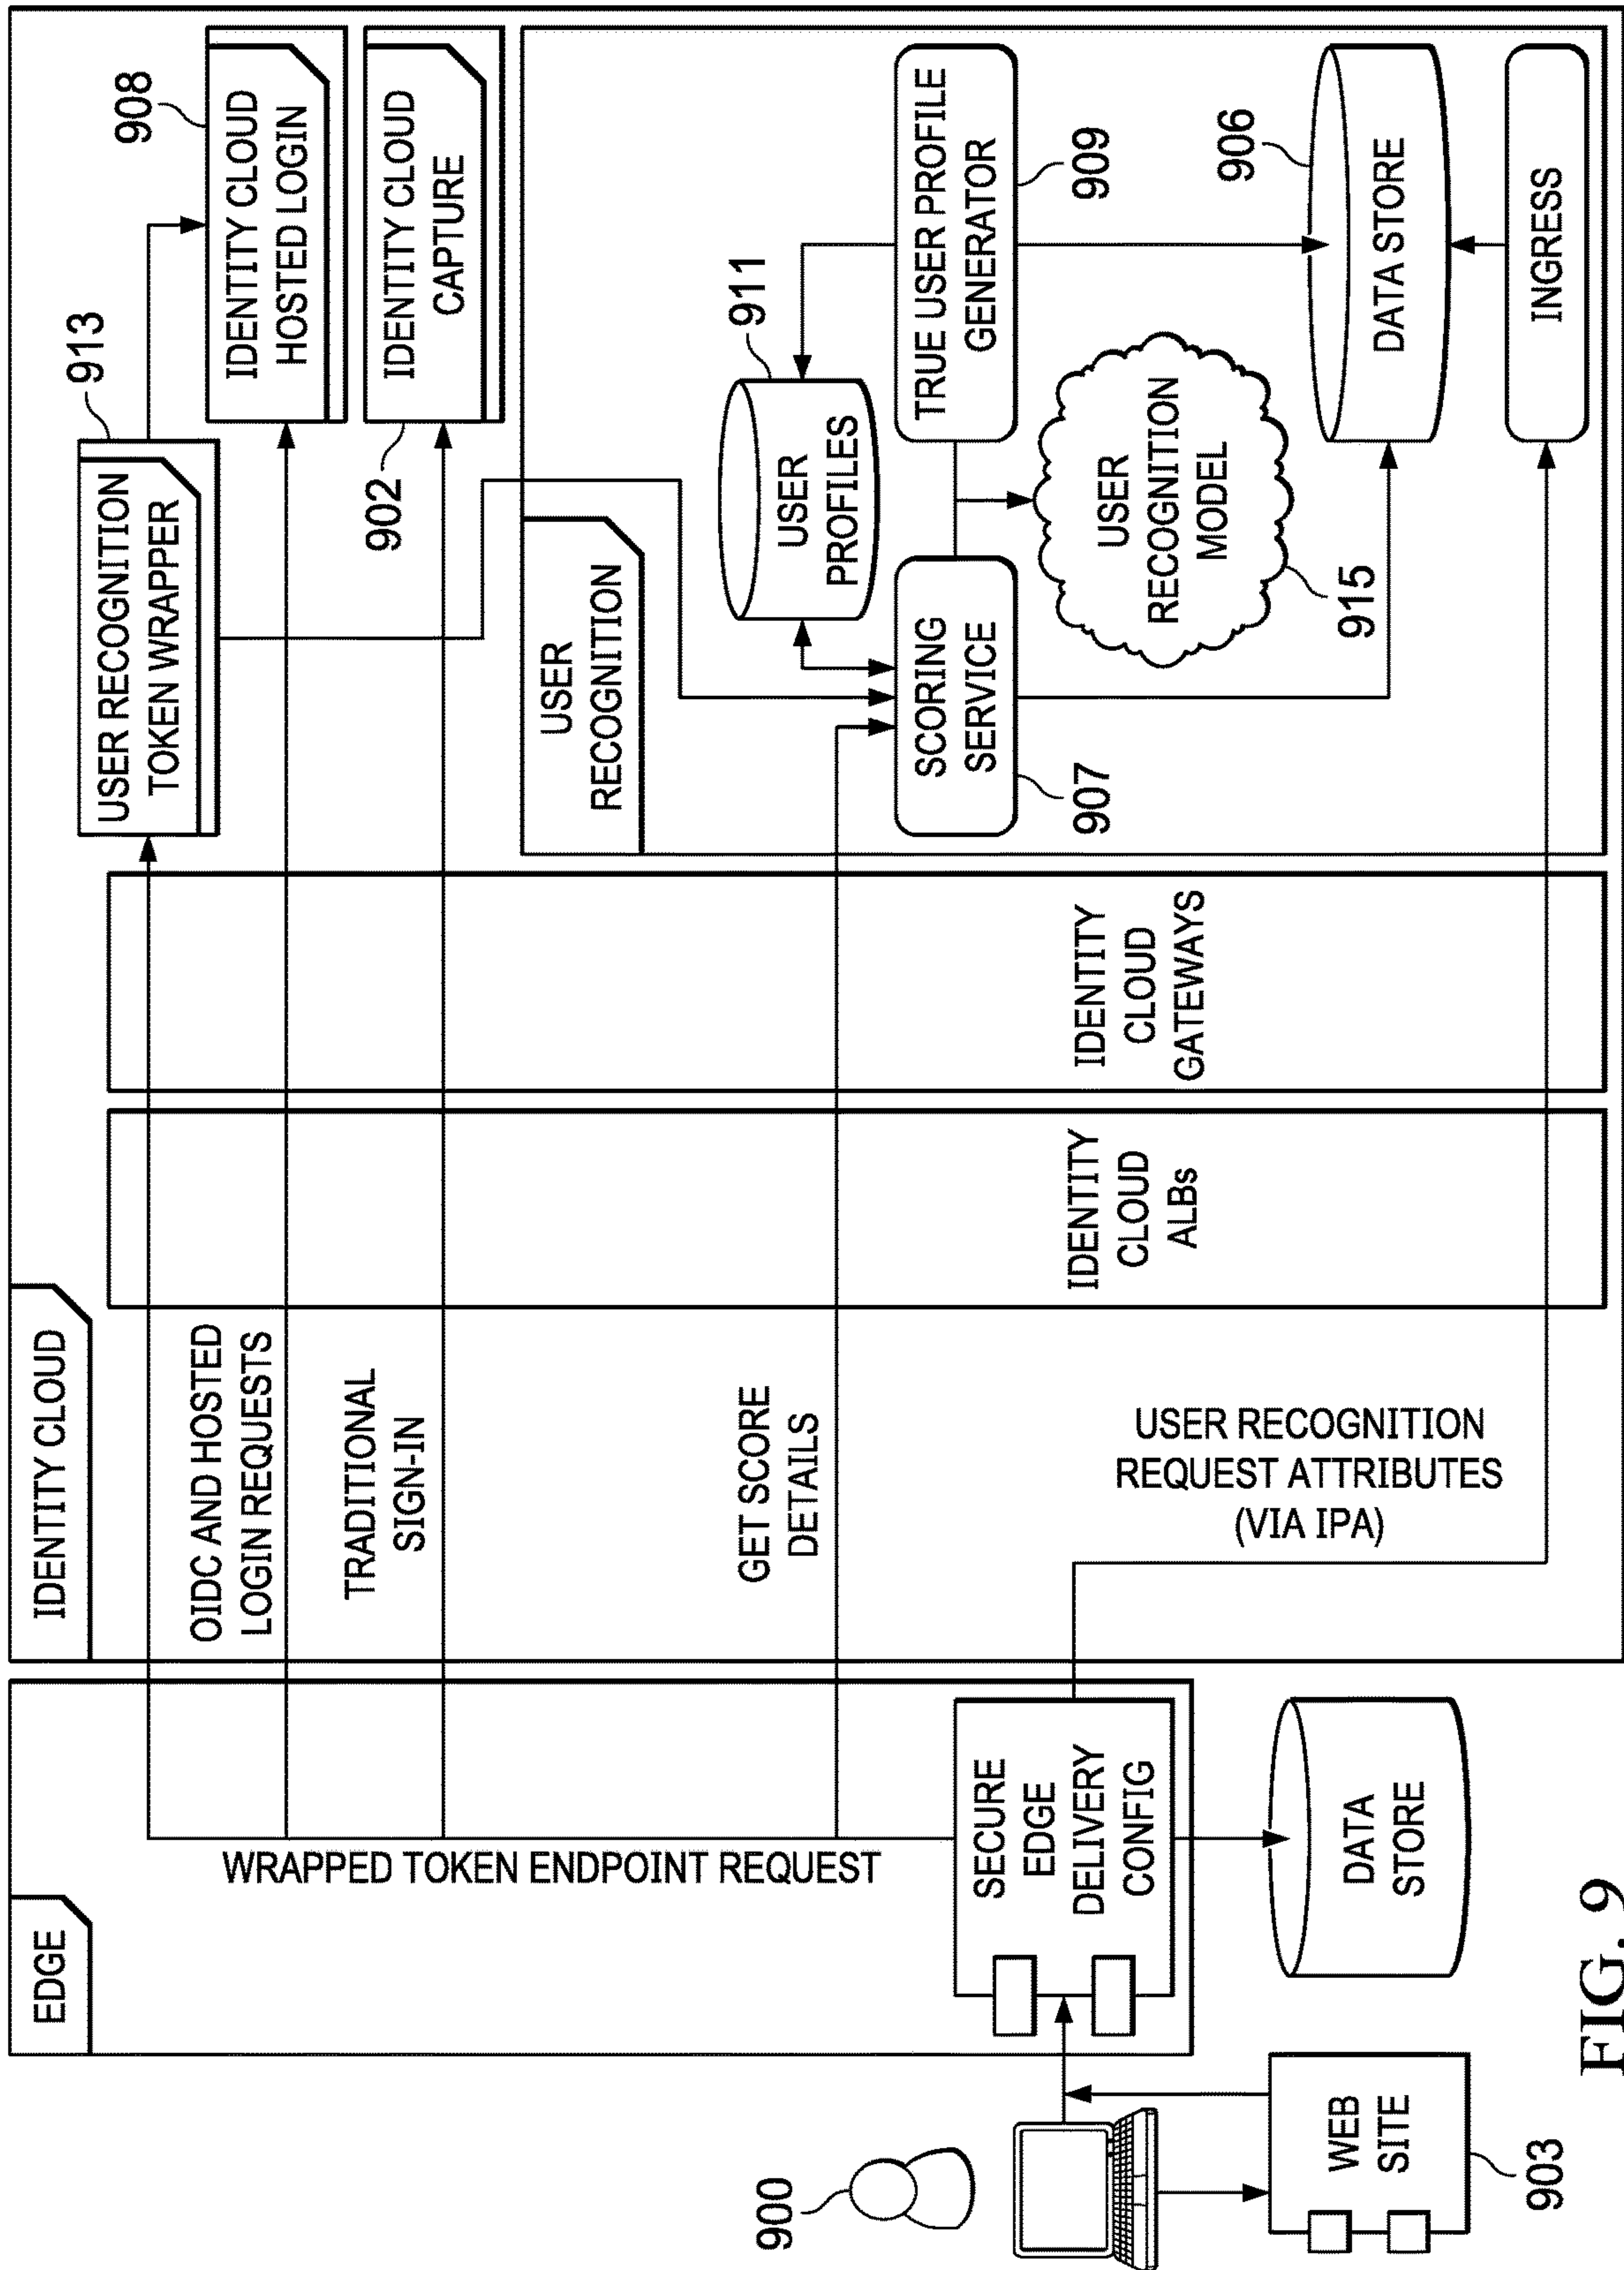 EDGE
WRAPPED TOKEN ENDPOINT REQUEST
SECURE
EDGE
DELIVERY
CONFIG
DATA
STORE
900
WEB
SITE
903
IDENTITY CLOUD
OIDC AND HOSTED
LOGIN REQUESTS
TRADITIONAL
SIGN-IN
GET SCORE
DETAILS
USER RECOGNITION
REQUEST ATTRIBUTES
(VIA IPA)
IDENTITY
CLOUD
ALBs
IDENTITY
CLOUD
GATEWAYS
USER RECOGNITION
TOKEN WRAPPER
913
IDENTITY CLOUD
HOSTED LOGIN
908
IDENTITY CLOUD
CAPTURE
902
USER
RECOGNITION
USER
PROFILES
911
SCORING
SERVICE
907
TRUE USER PROFILE
GENERATOR
909
USER
RECOGNITION
MODEL
915
DATA STORE
906
INGRESS
FIG. 9